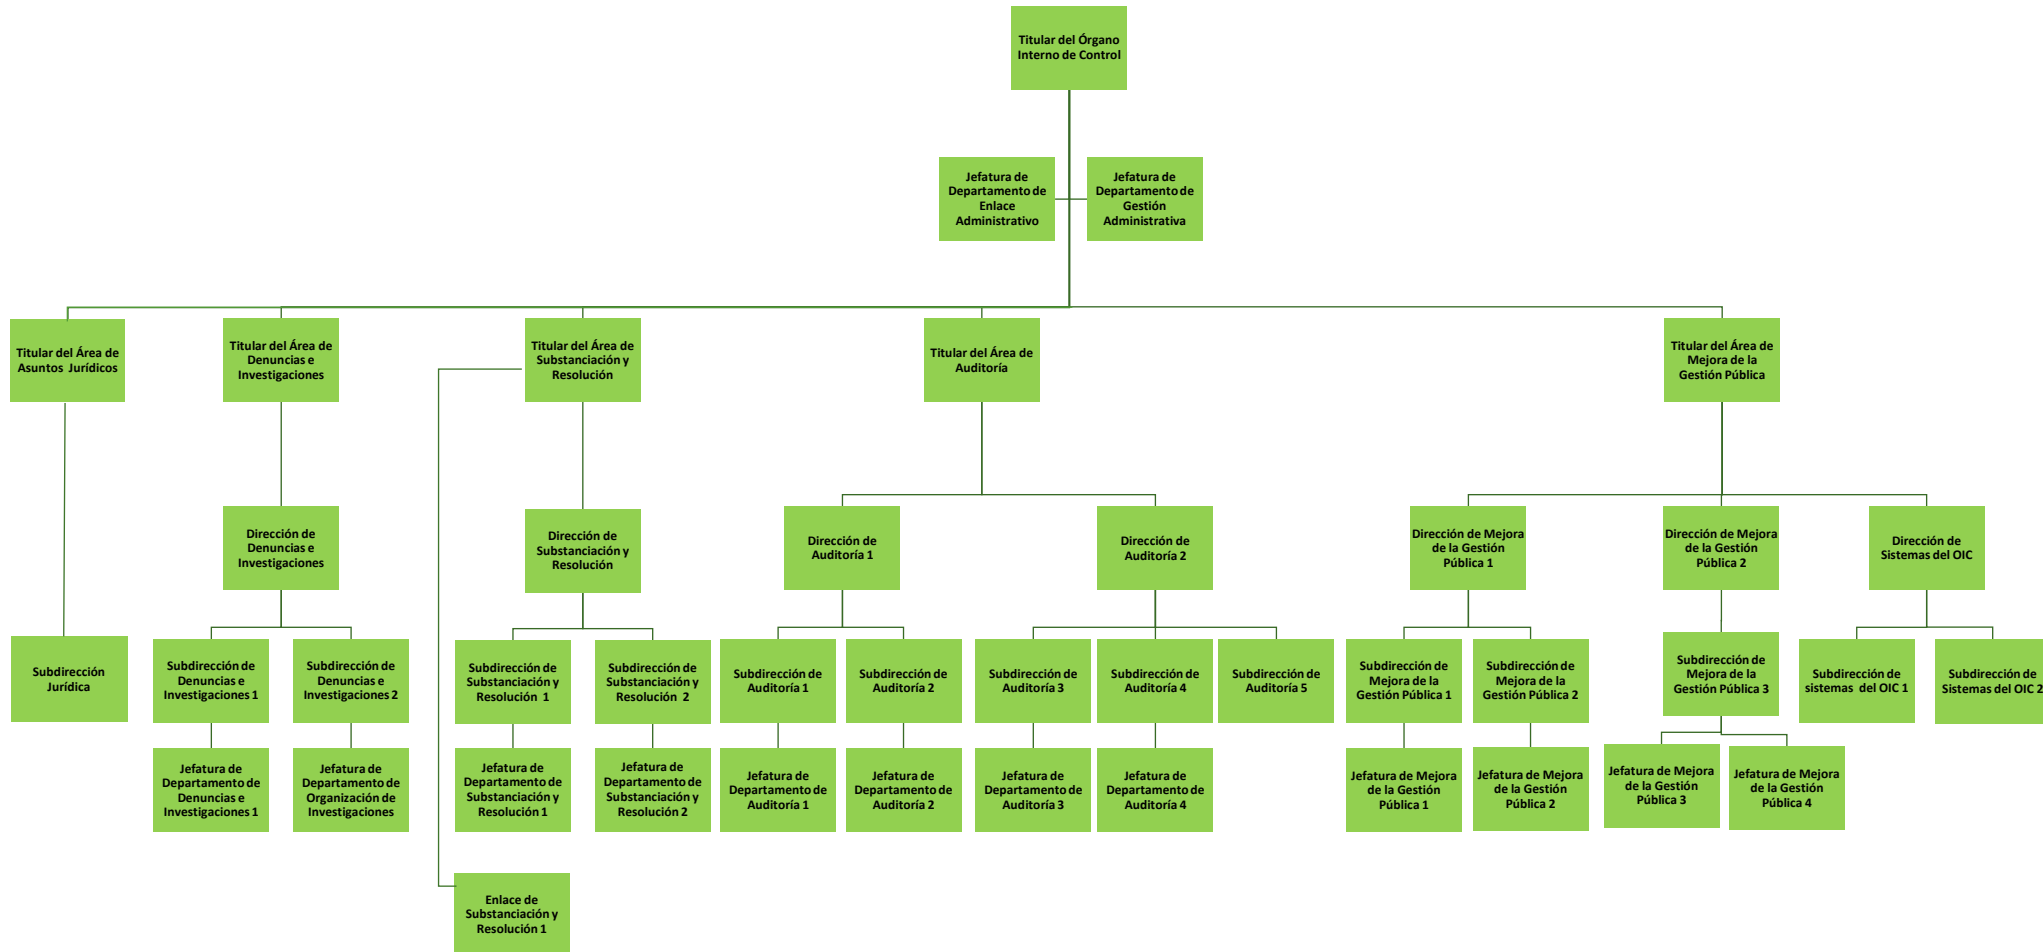 Titular del Órgano
Interno de Control
Jefatura de
Departamento de
Enlace
Administrativo
Jefatura de
Departamento de
Gestión
Administrativa
Titular del Área de
Asuntos Jurídicos
Titular del Área de
Denuncias e
Investigaciones
Titular del Área de
Substanciación y
Resolución
Titular del Área de
Auditoría
Titular del Área de
Mejora de la
Gestión Pública
Dirección de
Denuncias e
Investigaciones
Dirección de
Substanciación y
Resolución
Dirección de
Auditoría 1
Dirección de
Auditoría 2
Dirección de Mejora
de la Gestión
Pública 1
Dirección de Mejora
de la Gestión
Pública 2
Dirección de
Sistemas del OIC
Subdirección
Jurídica
Subdirección de
Denuncias e
Investigaciones 1
Subdirección de
Denuncias e
Investigaciones 2
Subdirección de
Substanciación y
Resolución 1
Subdirección de
Substanciación y
Resolución 2
Subdirección de
Auditoría 1
Subdirección de
Auditoría 2
Subdirección de
Auditoría 3
Subdirección de
Auditoría 4
Subdirección de
Auditoría 5
Subdirección de
Mejora de la
Gestión Pública 1
Subdirección de
Mejora de la
Gestión Pública 2
Subdirección de
Mejora de la
Gestión Pública 3
Subdirección de
sistemas del OIC 1
Subdirección de
Sistemas del OIC 2
Jefatura de
Departamento de
Denuncias e
Investigaciones 1
Jefatura de
Departamento de
Organización de
Investigaciones
Jefatura de
Departamento de
Substanciación y
Resolución 1
Jefatura de
Departamento de
Substanciación y
Resolución 2
Jefatura de
Departamento de
Auditoría 1
Jefatura de
Departamento de
Auditoría 2
Jefatura de
Departamento de
Auditoría 3
Jefatura de
Departamento de
Auditoría 4
Jefatura de Mejora
de la Gestión
Pública 1
Jefatura de Mejora
de la Gestión
Pública 2
Jefatura de Mejora
de la Gestión
Pública 3
Jefatura de Mejora
de la Gestión
Pública 4
Enlace de
Substanciación y
Resolución 1